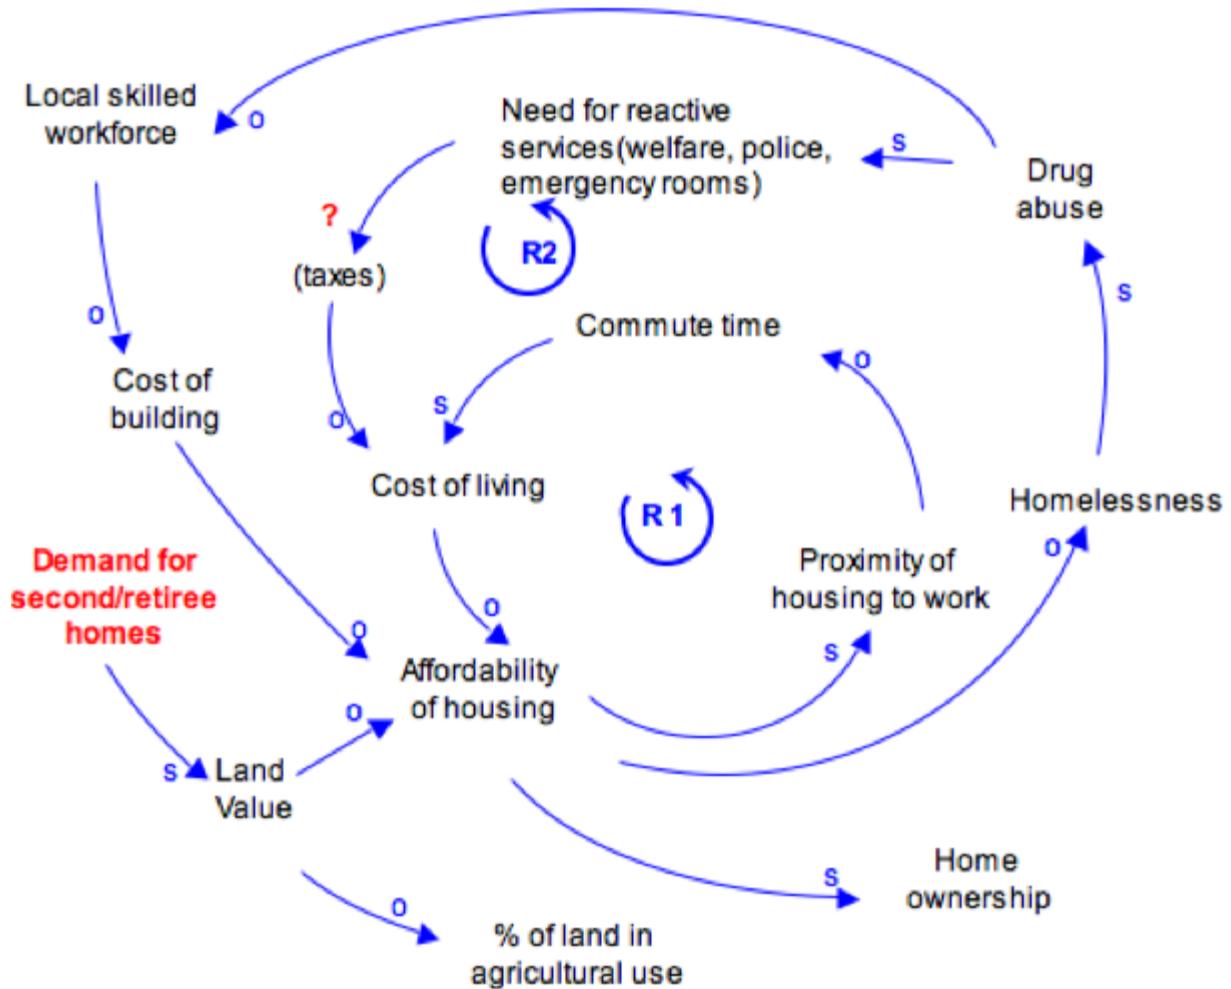 Local skilled
workforce
o
Need for reactive
services(welfare, police,
emergency rooms)
s
Drug
abuse
?
(taxes)
R2
s
o
Commute time
o
Cost of
building
o
s
Cost of living
R 1
Homelessness
o
Demand for
second/retiree
homes
Proximity of
housing to work
o
o
s
Affordability
of housing
o
s
Land
Value
s
Home
ownership
o
% of land in
agricultural use